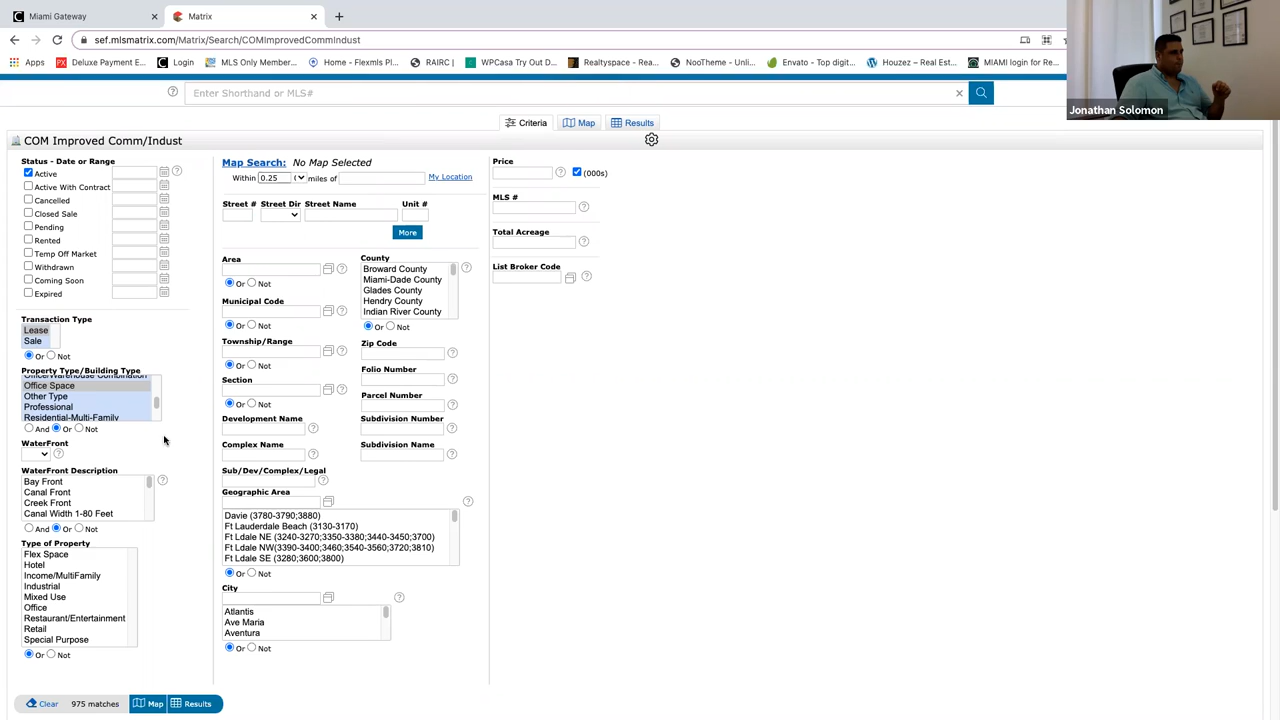 Miami Gateway
Matrix
sef.mlsmatrix.com/Matrix/Search/COMImprovedCommIndust
Apps
Deluxe Payment E...
Login
MLS Only Member...
Home - Flexmls Pl...
RAIRC |
WPCasa Try Out D...
Realtyspace - Rea...
NooTheme - Unli...
Envato - Top digit...
Houzez – Real Est...
MIAMI login for Re...
Jonathan Solomon
Enter Shorthand or MLS#
Criteria
Map
Results
COM Improved Comm/Indust
Status - Date or Range
Active
Active With Contract
Cancelled
Closed Sale
Pending
Rented
Temp Off Market
Withdrawn
Coming Soon
Expired
Transaction Type
Lease
Sale
Or Not
Property Type/Building Type
Office/Warehouse Combination
Office Space
Other Type
Professional
Residential-Multi-Family
And Or Not
WaterFront
WaterFront Description
Bay Front
Canal Front
Creek Front
Canal Width 1-80 Feet
And Or Not
Type of Property
Flex Space
Hotel
Income/MultiFamily
Industrial
Mixed Use
Office
Restaurant/Entertainment
Retail
Special Purpose
Or Not
Map Search: No Map Selected
Within 0.25 miles of
My Location
Street # Street Dir Street Name Unit #
More
Area
Or Not
Municipal Code
Or Not
Township/Range
Or Not
Section
Or Not
Development Name
Complex Name
Sub/Dev/Complex/Legal
Geographic Area
Davie (3780-3790;3880)
Ft Lauderdale Beach (3130-3170)
Ft Ldale NE (3240-3270;3350-3380;3440-3450;3700)
Ft Ldale NW(3390-3400;3460;3540-3560;3720;3810)
Ft Ldale SE (3280;3600;3800)
Or Not
City
Atlantis
Ave Maria
Aventura
Or Not
County
Broward County
Miami-Dade County
Glades County
Hendry County
Indian River County
Or Not
Zip Code
Folio Number
Parcel Number
Subdivision Number
Subdivision Name
Price
(000s)
MLS #
Total Acreage
List Broker Code
Clear
975 matches
Map
Results